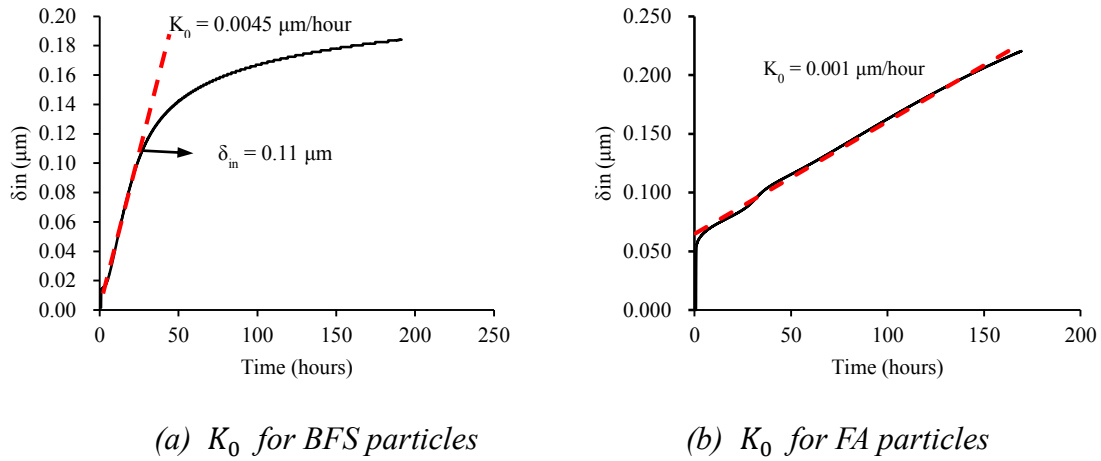 0.20
0.18
0.16
0.14
0.12
0.10
0.08
0.06
0.04
0.02
0.00
δin (μm)
K₀ = 0.0045 μm/hour
δᵢₙ = 0.11 μm
0 50 100 150 200 250
Time (hours)
(a) K₀ for BFS particles
0.250
0.200
0.150
0.100
0.050
0.000
δin (μm)
K₀ = 0.001 μm/hour
0 50 100 150 200
Time (hours)
(b) K₀ for FA particles